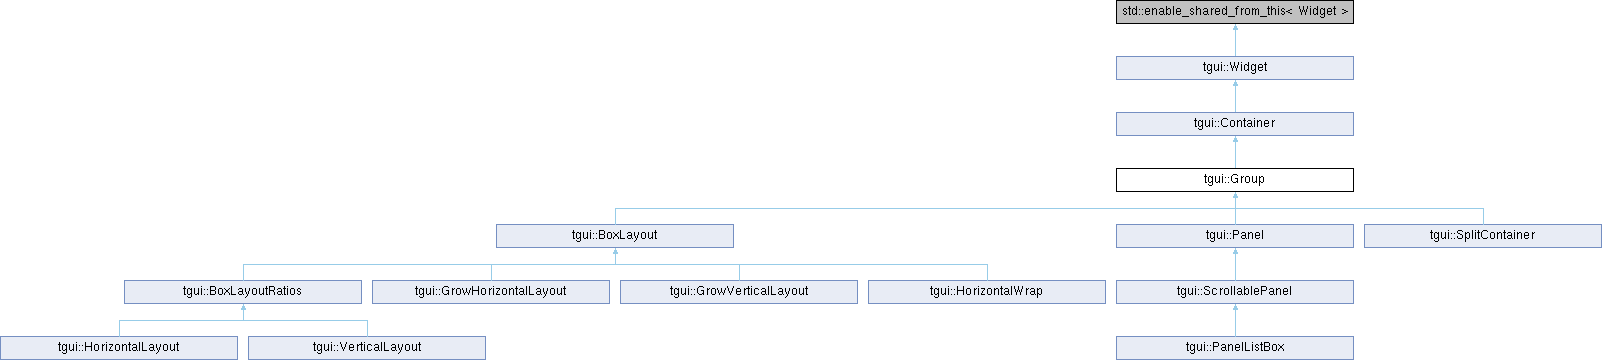 std::enable_shared_from_this< Widget >
tgui::Widget
tgui::Container
tgui::Group
tgui::BoxLayout
tgui::Panel
tgui::SplitContainer
tgui::BoxLayoutRatios
tgui::GrowHorizontalLayout
tgui::GrowVerticalLayout
tgui::HorizontalWrap
tgui::ScrollablePanel
tgui::HorizontalLayout
tgui::VerticalLayout
tgui::PanelListBox